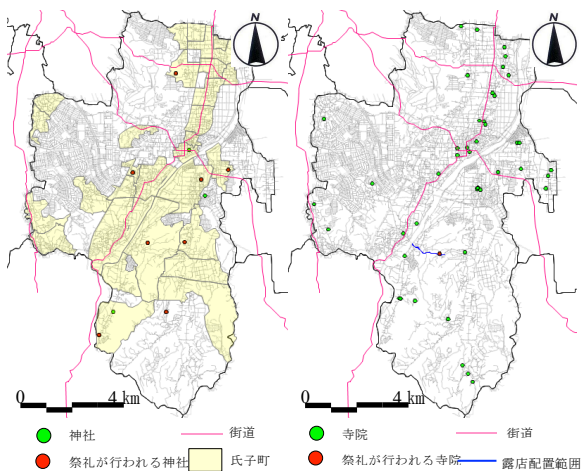 N
N
0 4 km
0 4 km
神社
街道
祭礼が行われる神社
氏子町
寺院
街道
祭礼が行われる寺院
露店配置範囲